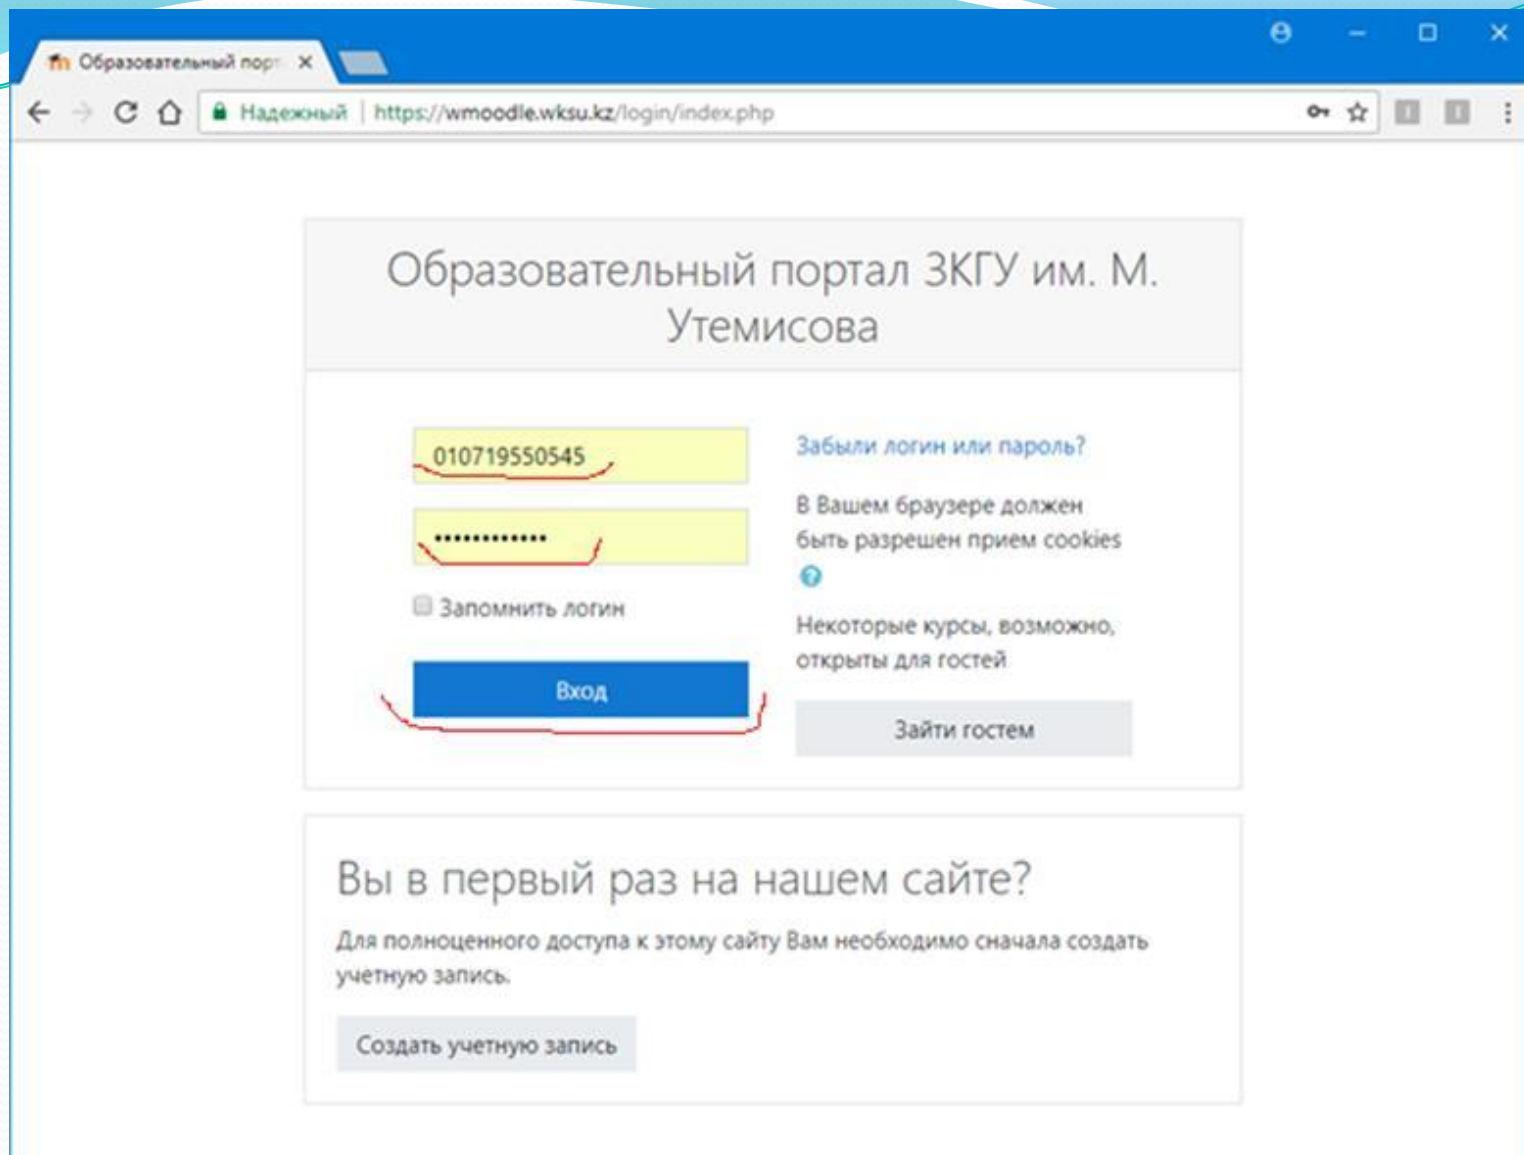 Образовательный порт
Надежный | https://wmoodle.wksu.kz/login/index.php
Образовательный портал ЗКГУ им. М.
Утемисова
010719550545
••••••••••••
Запомнить логин
Вход
Забыли логин или пароль?
В Вашем браузере должен
быть разрешен прием cookies
Некоторые курсы, возможно,
открыты для гостей
Зайти гостем
Вы в первый раз на нашем сайте?
Для полноценного доступа к этому сайту Вам необходимо сначала создать
учетную запись.
Создать учетную запись